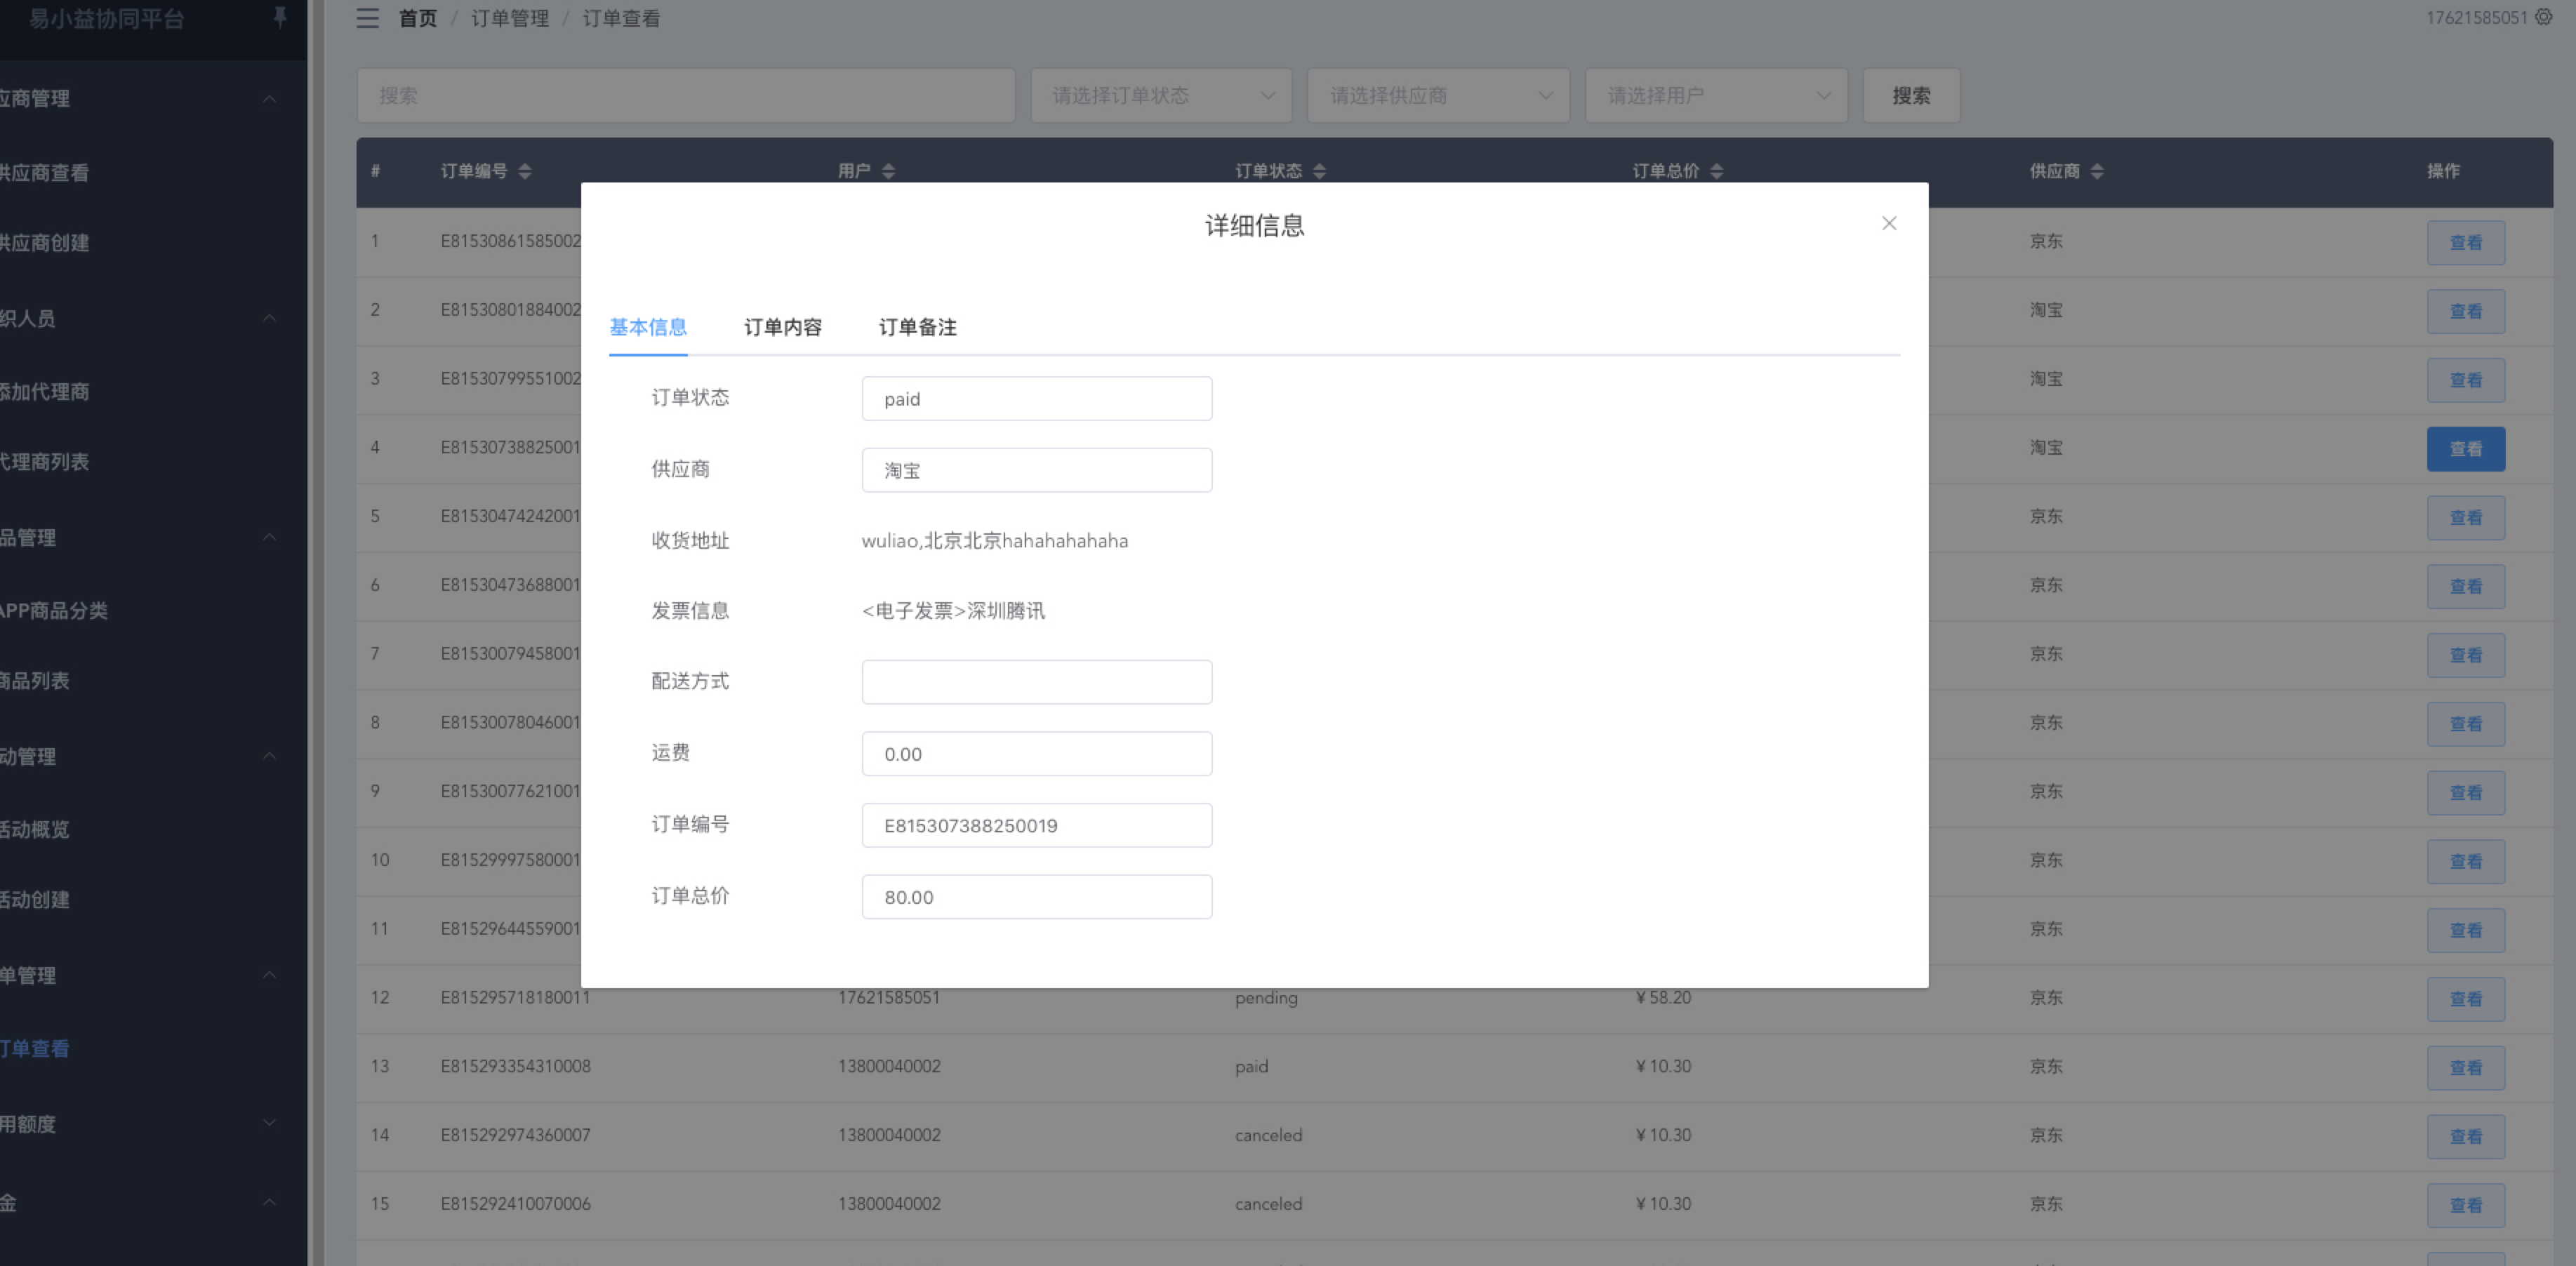 易小益协同平台
首页 / 订单管理 / 订单查看
17621585051
应商管理
供应商查看
供应商创建
织人员
添加代理商
代理商列表
品管理
APP商品分类
商品列表
动管理
活动概览
活动创建
单管理
订单查看
用额度
金
搜索 请选择订单状态 请选择供应商 请选择用户 搜索
# 订单编号 用户 订单状态 订单总价 供应商 操作
1 E81530861585002 京东 查看
2 E81530801884002 淘宝 查看
3 E81530799551002 淘宝 查看
4 E81530738825001 淘宝 查看
5 E81530474242001 京东 查看
6 E81530473688001 京东 查看
7 E81530079458001 京东 查看
8 E81530078046001 京东 查看
9 E81530077621001 京东 查看
10 E81529997580001 京东 查看
11 E81529644559001 京东 查看
12 E815295718180011 17621585051 pending ¥58.20 京东 查看
13 E815293354310008 13800040002 paid ¥10.30 京东 查看
14 E815292974360007 13800040002 canceled ¥10.30 京东 查看
15 E815292410070006 13800040002 canceled ¥10.30 京东 查看
详细信息
基本信息 订单内容 订单备注
订单状态 paid
供应商 淘宝
收货地址 wuliao,北京北京hahahahahaha
发票信息 <电子发票>深圳腾讯
配送方式
运费 0.00
订单编号 E815307388250019
订单总价 80.00